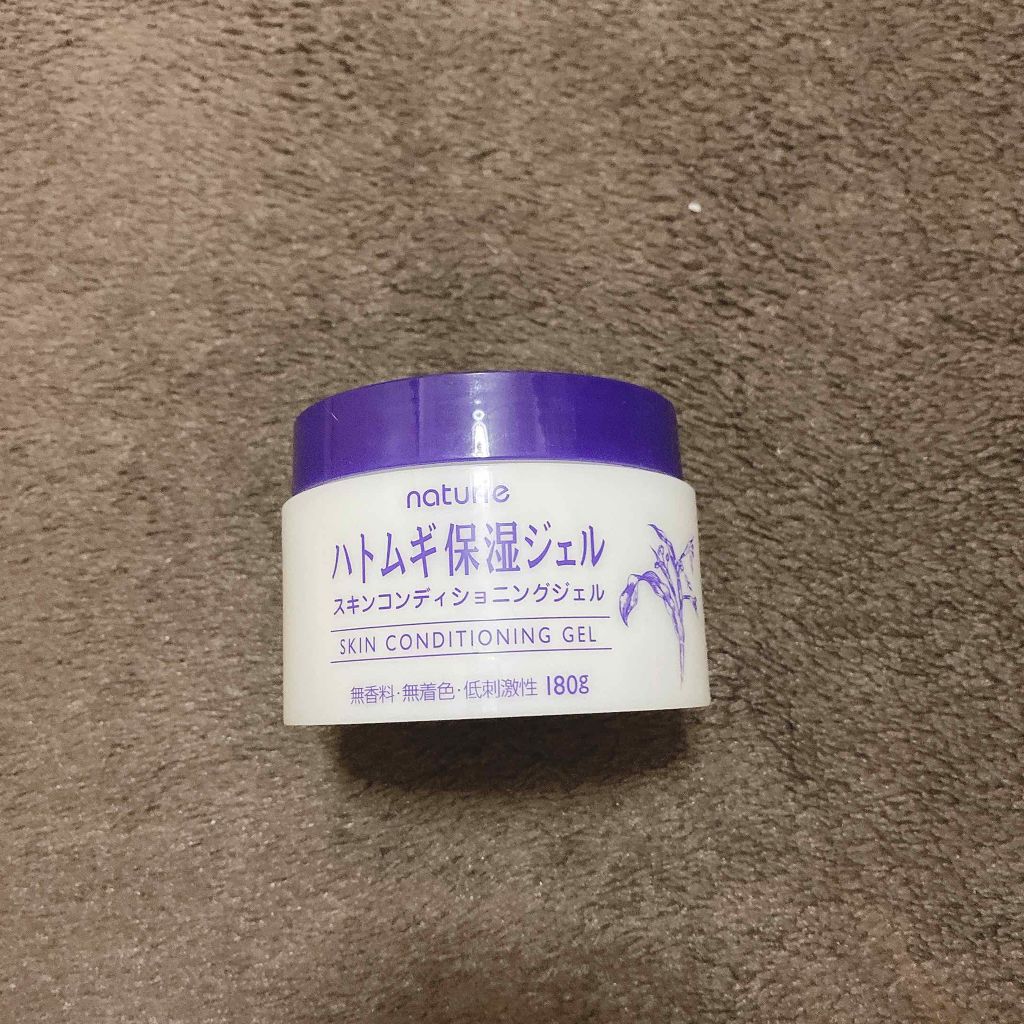 naturie
ハトムギ保湿ジェル
スキンコンディショニングジェル
SKIN CONDITIONING GEL
無香料・無着色・低刺激性 180g